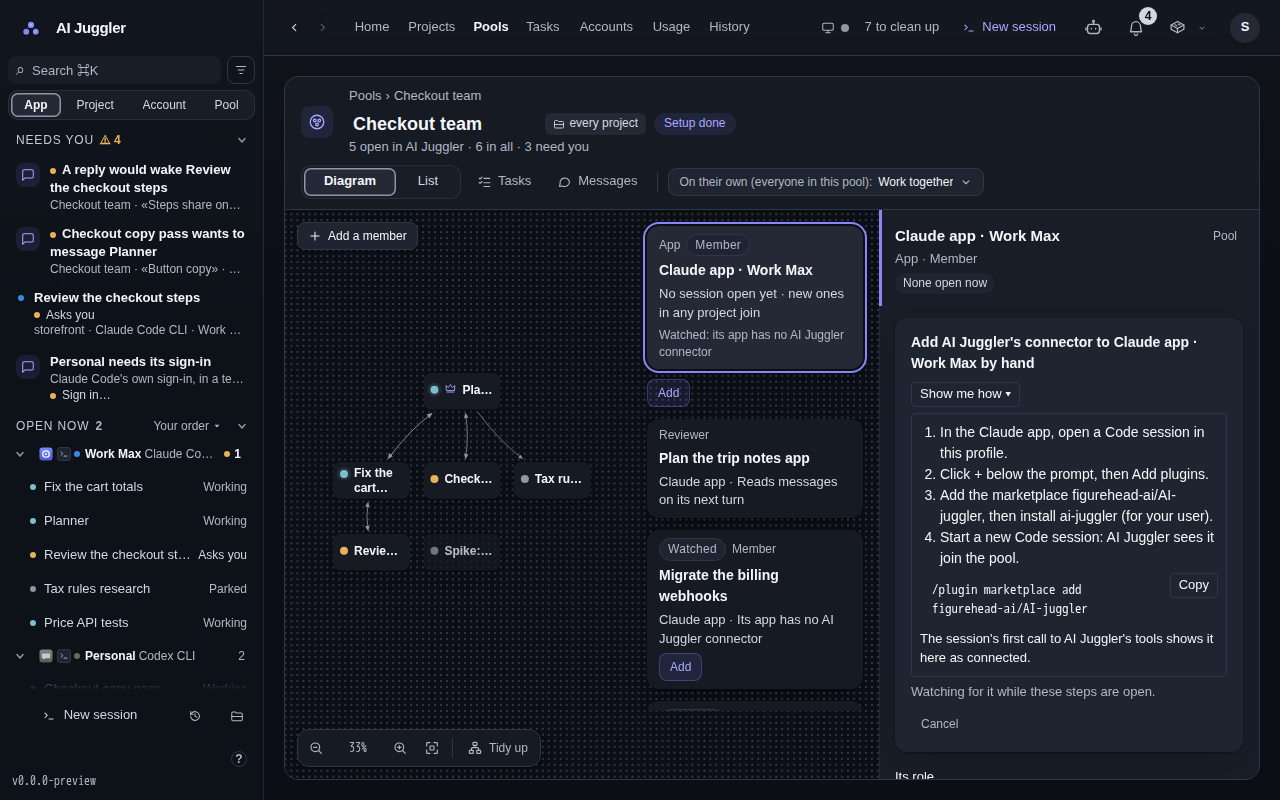 AI Juggler
Search ⌘K
App Project Account Pool
NEEDS YOU 4
A reply would wake Review
the checkout steps
Checkout team · «Steps share on…
Checkout copy pass wants to
message Planner
Checkout team · «Button copy» · …
Review the checkout steps
Asks you
storefront · Claude Code CLI · Work …
Personal needs its sign-in
Claude Code's own sign-in, in a te…
Sign in…
OPEN NOW 2 Your order
Work Max Claude Co… 1
Fix the cart totals Working
Planner Working
Review the checkout st… Asks you
Tax rules research Parked
Price API tests Working
Personal Codex CLI 2
Checkout copy pass Working
New session
?
v0.0.0-preview
Home Projects Pools Tasks Accounts Usage History
7 to clean up
New session
4
S
Pools › Checkout team
Checkout team
every project
Setup done
5 open in AI Juggler · 6 in all · 3 need you
Diagram List Tasks Messages
On their own (everyone in this pool): Work together
Add a member
Pla…
Fix the
cart…
Check…
Tax ru…
Revie…
Spike:…
33%
Tidy up
App Member
Claude app · Work Max
No session open yet · new ones
in any project join
Watched: its app has no AI Juggler
connector
Add
Reviewer
Plan the trip notes app
Claude app · Reads messages
on its next turn
Watched Member
Migrate the billing
webhooks
Claude app · Its app has no AI
Juggler connector
Add
Claude app · Work Max Pool
App · Member
None open now
Add AI Juggler's connector to Claude app ·
Work Max by hand
Show me how ▾
1. In the Claude app, open a Code session in
this profile.
2. Click + below the prompt, then Add plugins.
3. Add the marketplace figurehead-ai/AI-
juggler, then install ai-juggler (for your user).
4. Start a new Code session: AI Juggler sees it
join the pool.
/plugin marketplace add
figurehead-ai/AI-juggler
Copy
The session's first call to AI Juggler's tools shows it
here as connected.
Watching for it while these steps are open.
Cancel
Its role